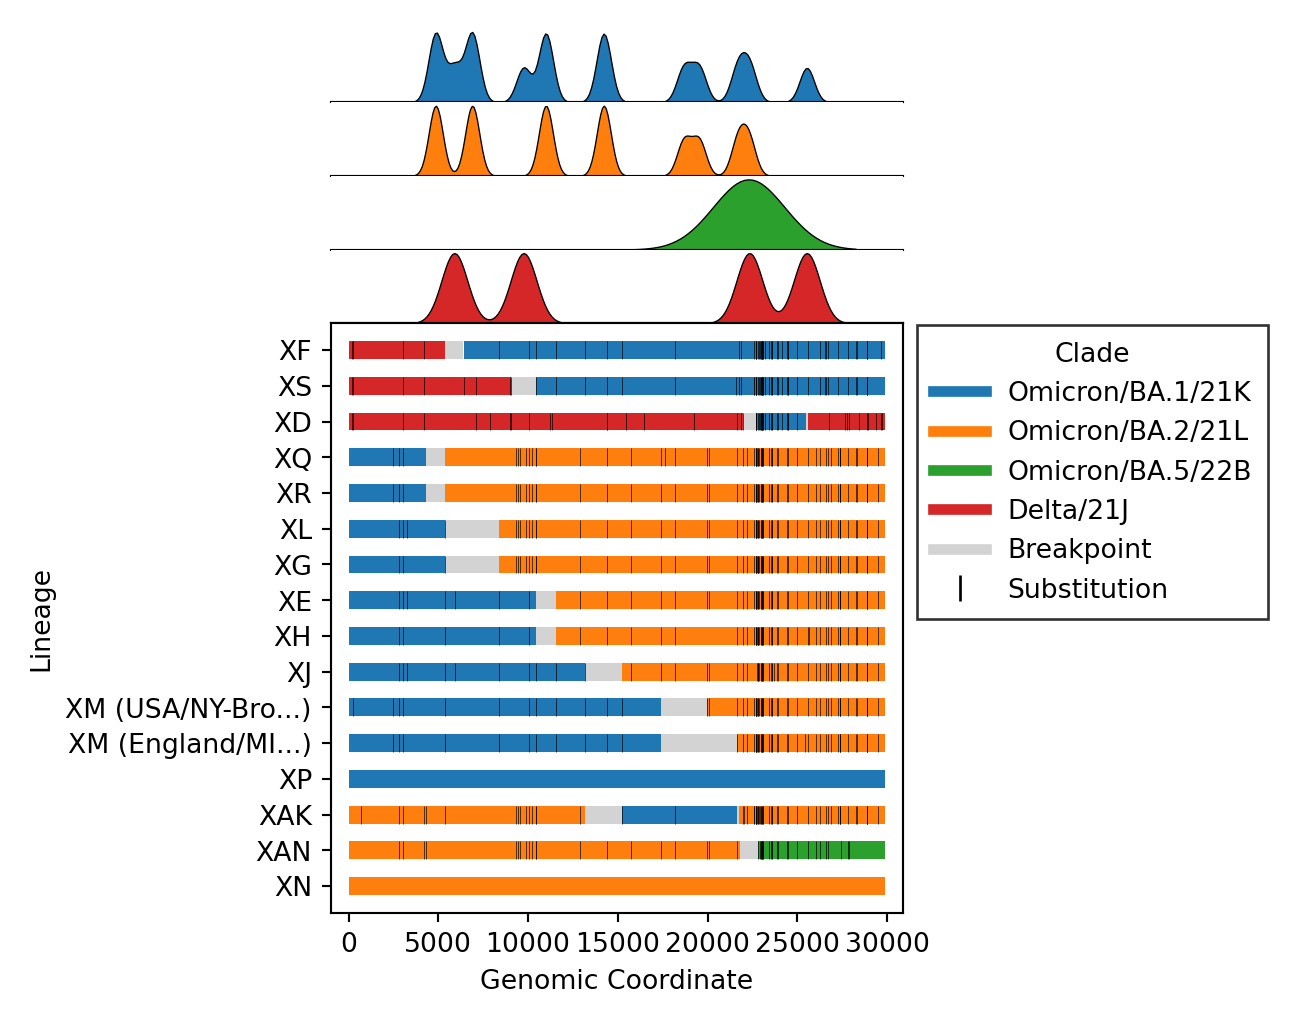 XF
XS
XD
XQ
XR
XL
XG
XE
XH
XJ
XM (USA/NY-Bro...)
XM (England/MI...)
XP
XAK
XAN
XN
Lineage
0 5000 10000 15000 20000 25000 30000
Genomic Coordinate
Clade
Omicron/BA.1/21K
Omicron/BA.2/21L
Omicron/BA.5/22B
Delta/21J
Breakpoint
Substitution